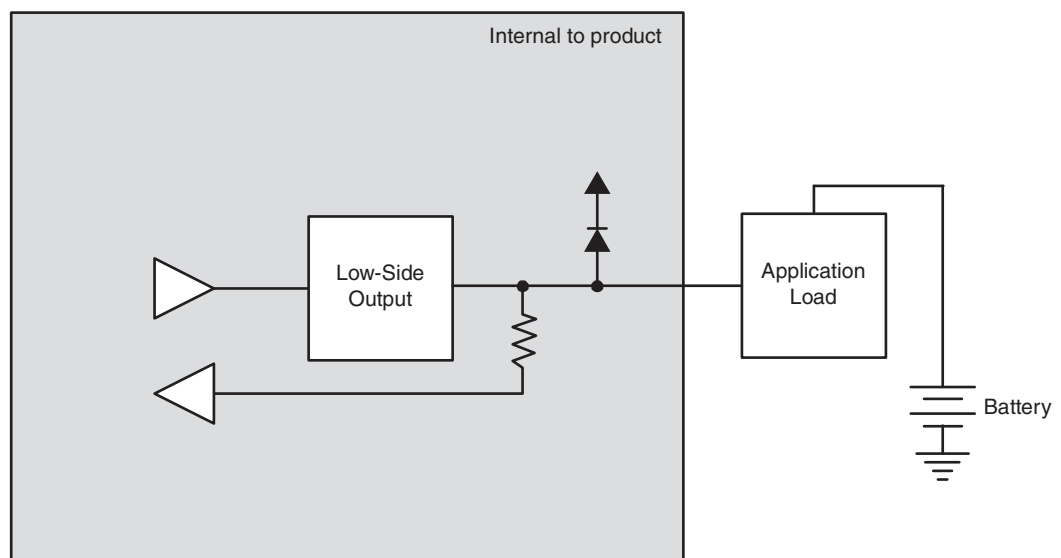 Internal to product
Low-Side
Output
Application
Load
Battery